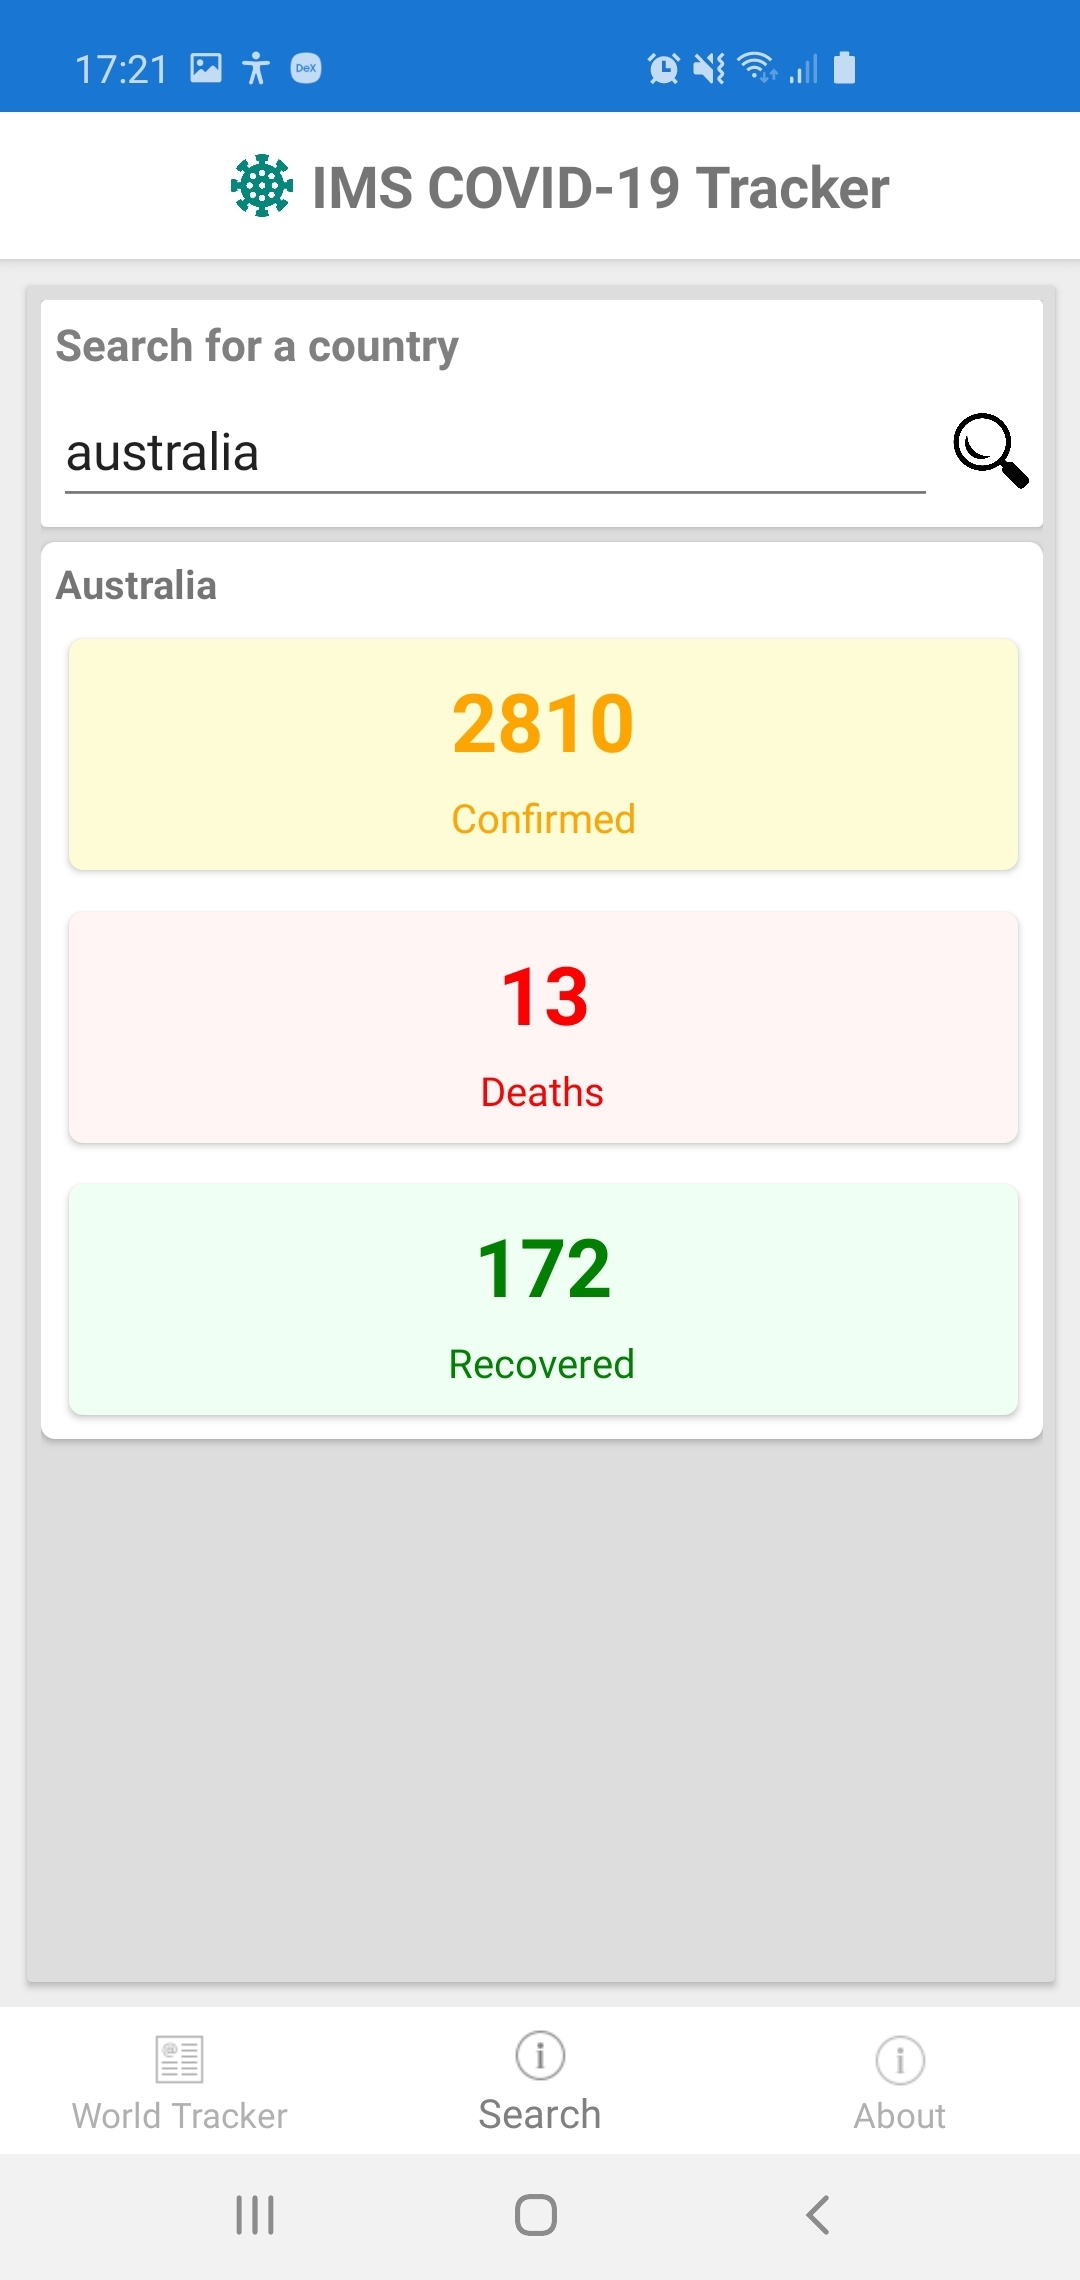 17:21 DeX
IMS COVID-19 Tracker
Search for a country
australia
Australia
2810
Confirmed
13
Deaths
172
Recovered
World Tracker
Search
About